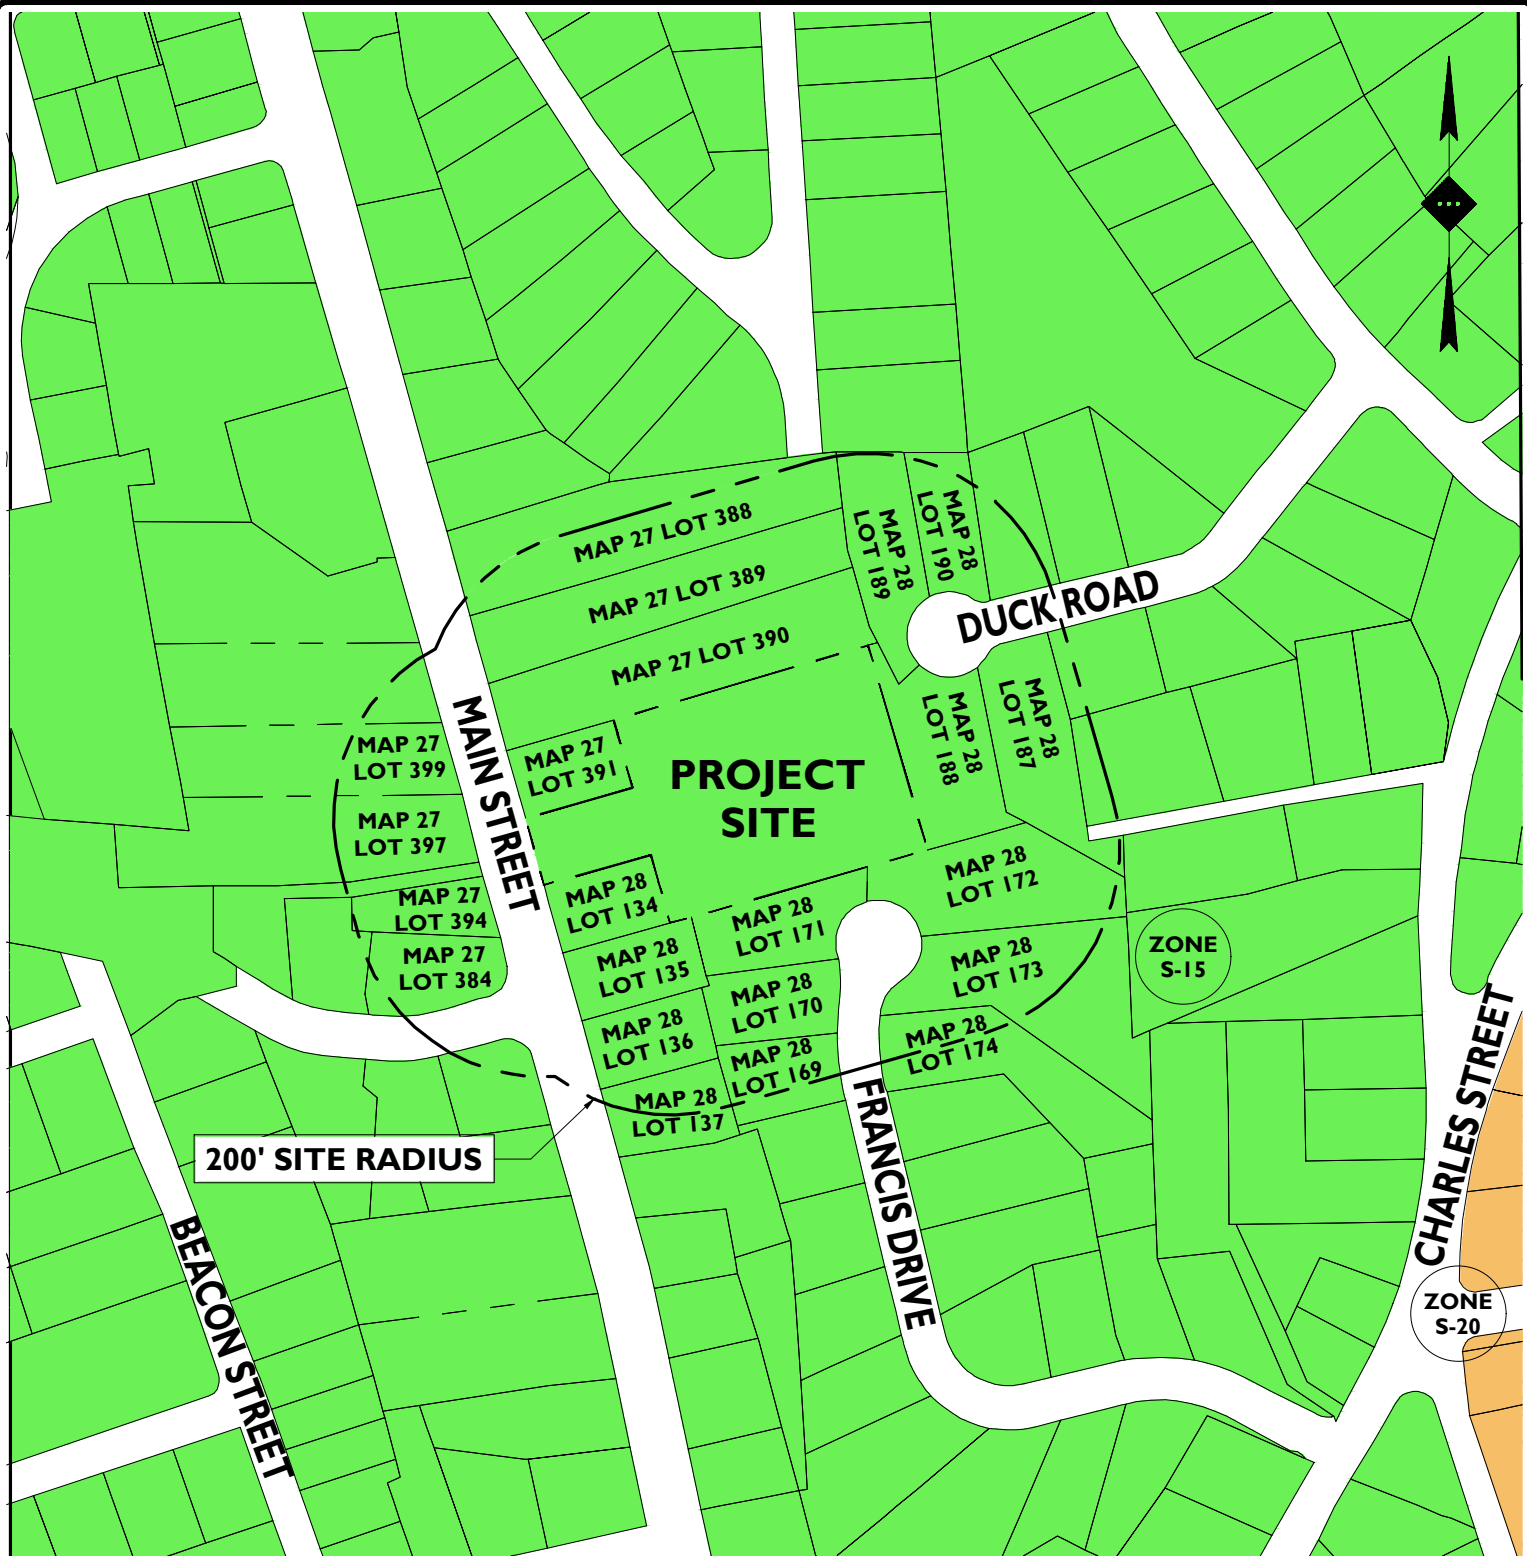 MAP 27 LOT 388
MAP 27 LOT 389
MAP 27 LOT 390
MAP 28
LOT 189
MAP 28
LOT 190
DUCK ROAD
MAP 28
LOT 188
MAP 28
LOT 187
MAIN STREET
MAP 27
LOT 399
MAP 27
LOT 391
PROJECT
SITE
MAP 27
LOT 397
MAP 27
LOT 394
MAP 27
LOT 384
MAP 28
LOT 134
MAP 28
LOT 171
MAP 28
LOT 172
MAP 28
LOT 135
MAP 28
LOT 170
MAP 28
LOT 173
ZONE
S-15
MAP 28
LOT 136
MAP 28
LOT 169
MAP 28
LOT 174
MAP 28
LOT 137
200' SITE RADIUS
FRANCIS DRIVE
CHARLES STREET
BEACON STREET
ZONE
S-20